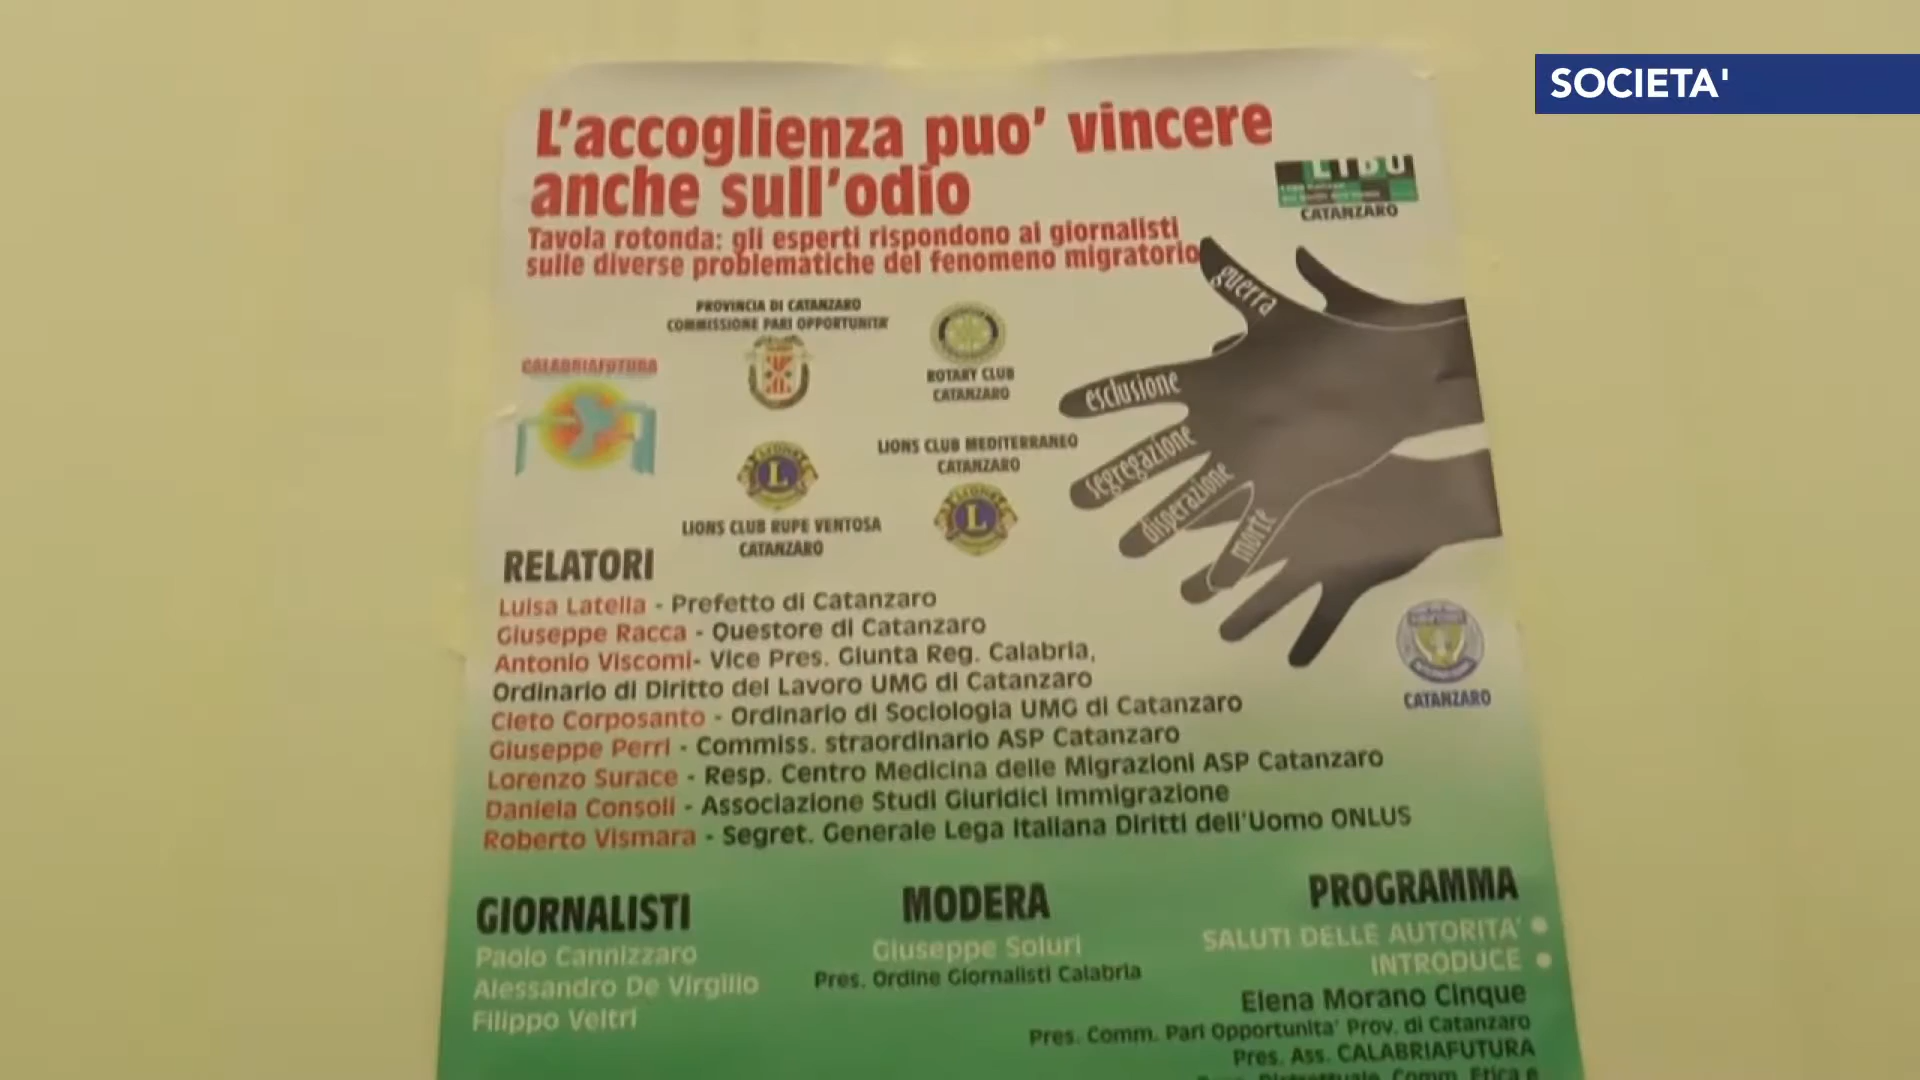 SOCIETA'
L'accoglienza puo' vincere
anche sull'odio
Tavola rotonda: gli esperti rispondono ai giornalisti
sulle diverse problematiche del fenomeno migratorio
LIDU
CATANZARO
PROVINCIA DI CATANZARO
COMMISSIONE PARI OPPORTUNITA'
CALABRIAFUTURA
ROTARY CLUB
CATANZARO
LIONS
L
LIONS CLUB RUPE VENTOSA
CATANZARO
LIONS CLUB MEDITERRANEO
CATANZARO
LIONS
L
guerra
esclusione
segregazione
disperazione
morte
CATANZARO
RELATORI
Luisa Latella - Prefetto di Catanzaro
Giuseppe Racca - Questore di Catanzaro
Antonio Viscomi- Vice Pres. Giunta Reg. Calabria,
Ordinario di Diritto del Lavoro UMG di Catanzaro
Cleto Corposanto - Ordinario di Sociologia UMG di Catanzaro
Giuseppe Perri - Commiss. straordinario ASP Catanzaro
Lorenzo Surace - Resp. Centro Medicina delle Migrazioni ASP Catanzaro
Daniela Consoli - Associazione Studi Giuridici Immigrazione
Roberto Vismara - Segret. Generale Lega Italiana Diritti dell'Uomo ONLUS
GIORNALISTI
Paolo Cannizzaro
Alessandro De Virgilio
Filippo Veltri
MODERA
Giuseppe Soluri
Pres. Ordine Giornalisti Calabria
PROGRAMMA
SALUTI DELLE AUTORITA' •
INTRODUCE •
Elena Morano Cinque
Pres. Comm. Pari Opportunita' Prov. di Catanzaro
Pres. Ass. CALABRIAFUTURA
Distrettuale Comm. Etica e